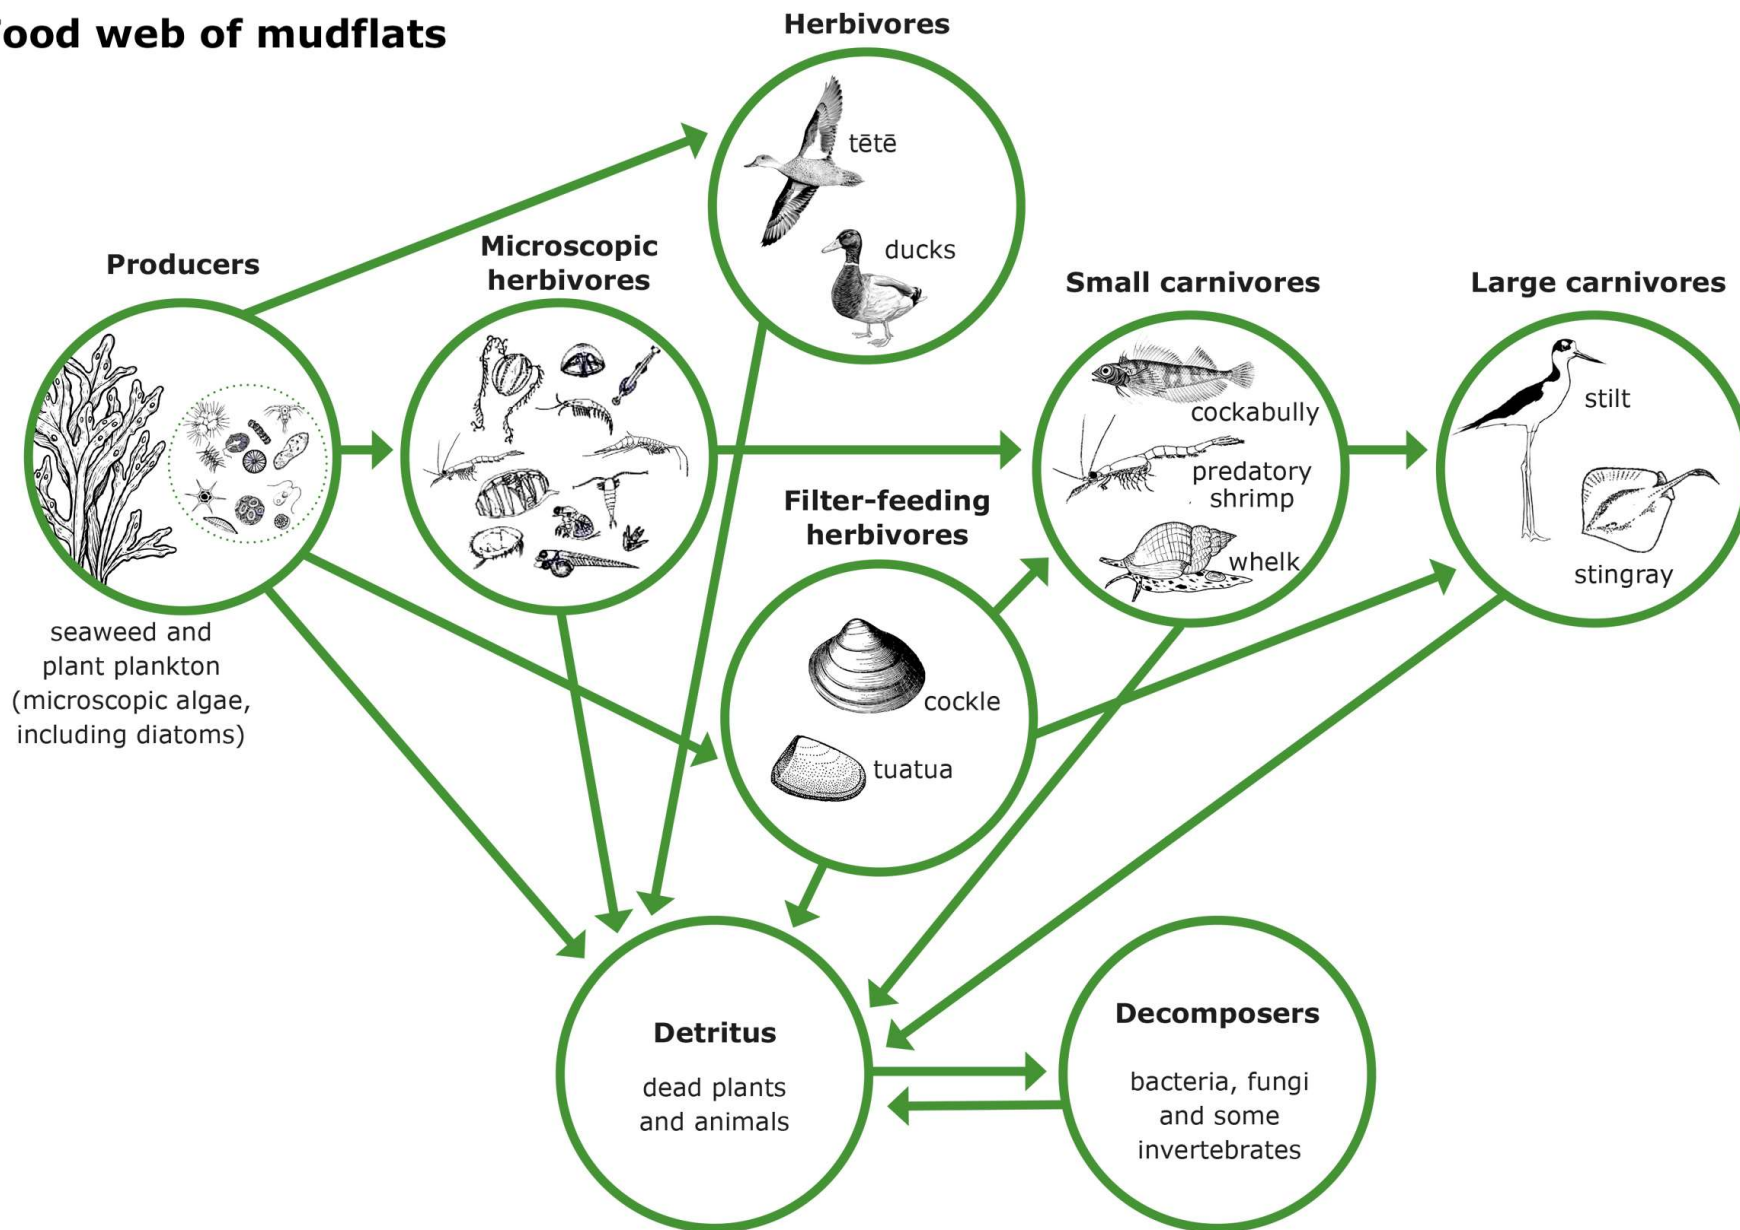 ood web of mudflats
Herbivores
tētē
ducks
Producers
Microscopic
herbivores
Small carnivores
Large carnivores
cockabully
predatory
shrimp
whelk
stilt
stingray
Filter-feeding
herbivores
cockle
tuatua
seaweed and
plant plankton
(microscopic algae,
including diatoms)
Detritus
dead plants
and animals
Decomposers
bacteria, fungi
and some
invertebrates